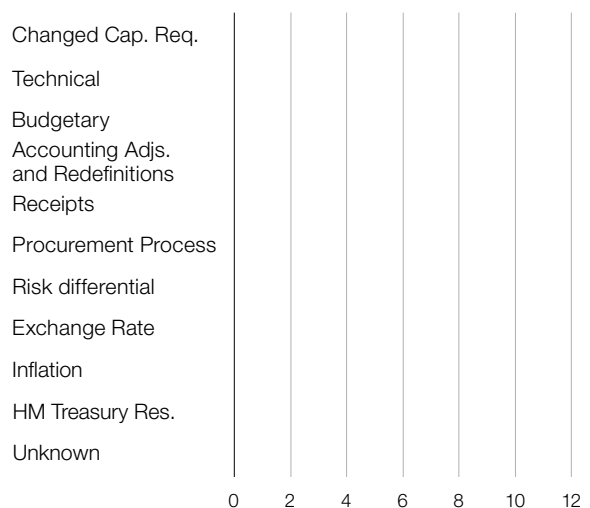 Changed Cap. Req.
Technical
Budgetary
Accounting Adjs.
and Redefinitions
Receipts
Procurement Process
Risk differential
Exchange Rate
Inflation
HM Treasury Res.
Unknown
0 2 4 6 8 10 12